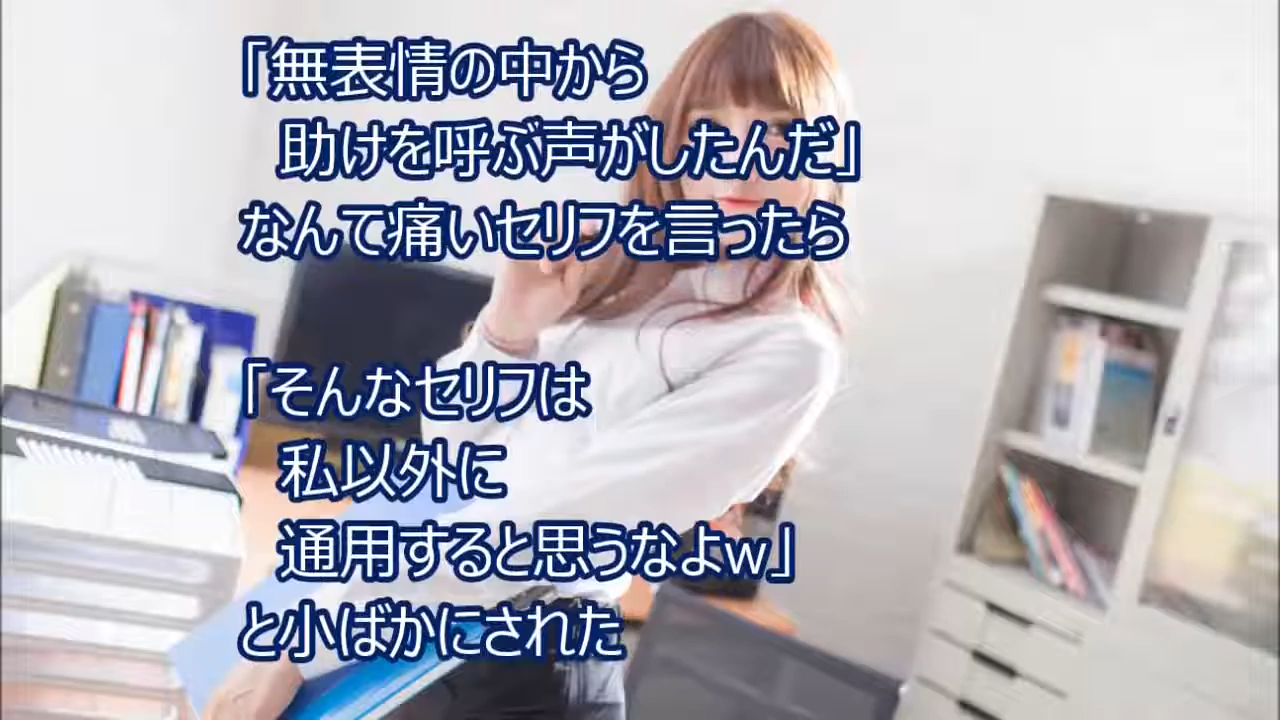 「無表情の中から
助けを呼ぶ声がしたんだ」
なんて痛いセリフを言ったら
「そんなセリフは
私以外に
通用すると思うなよw」
と小ばかにされた